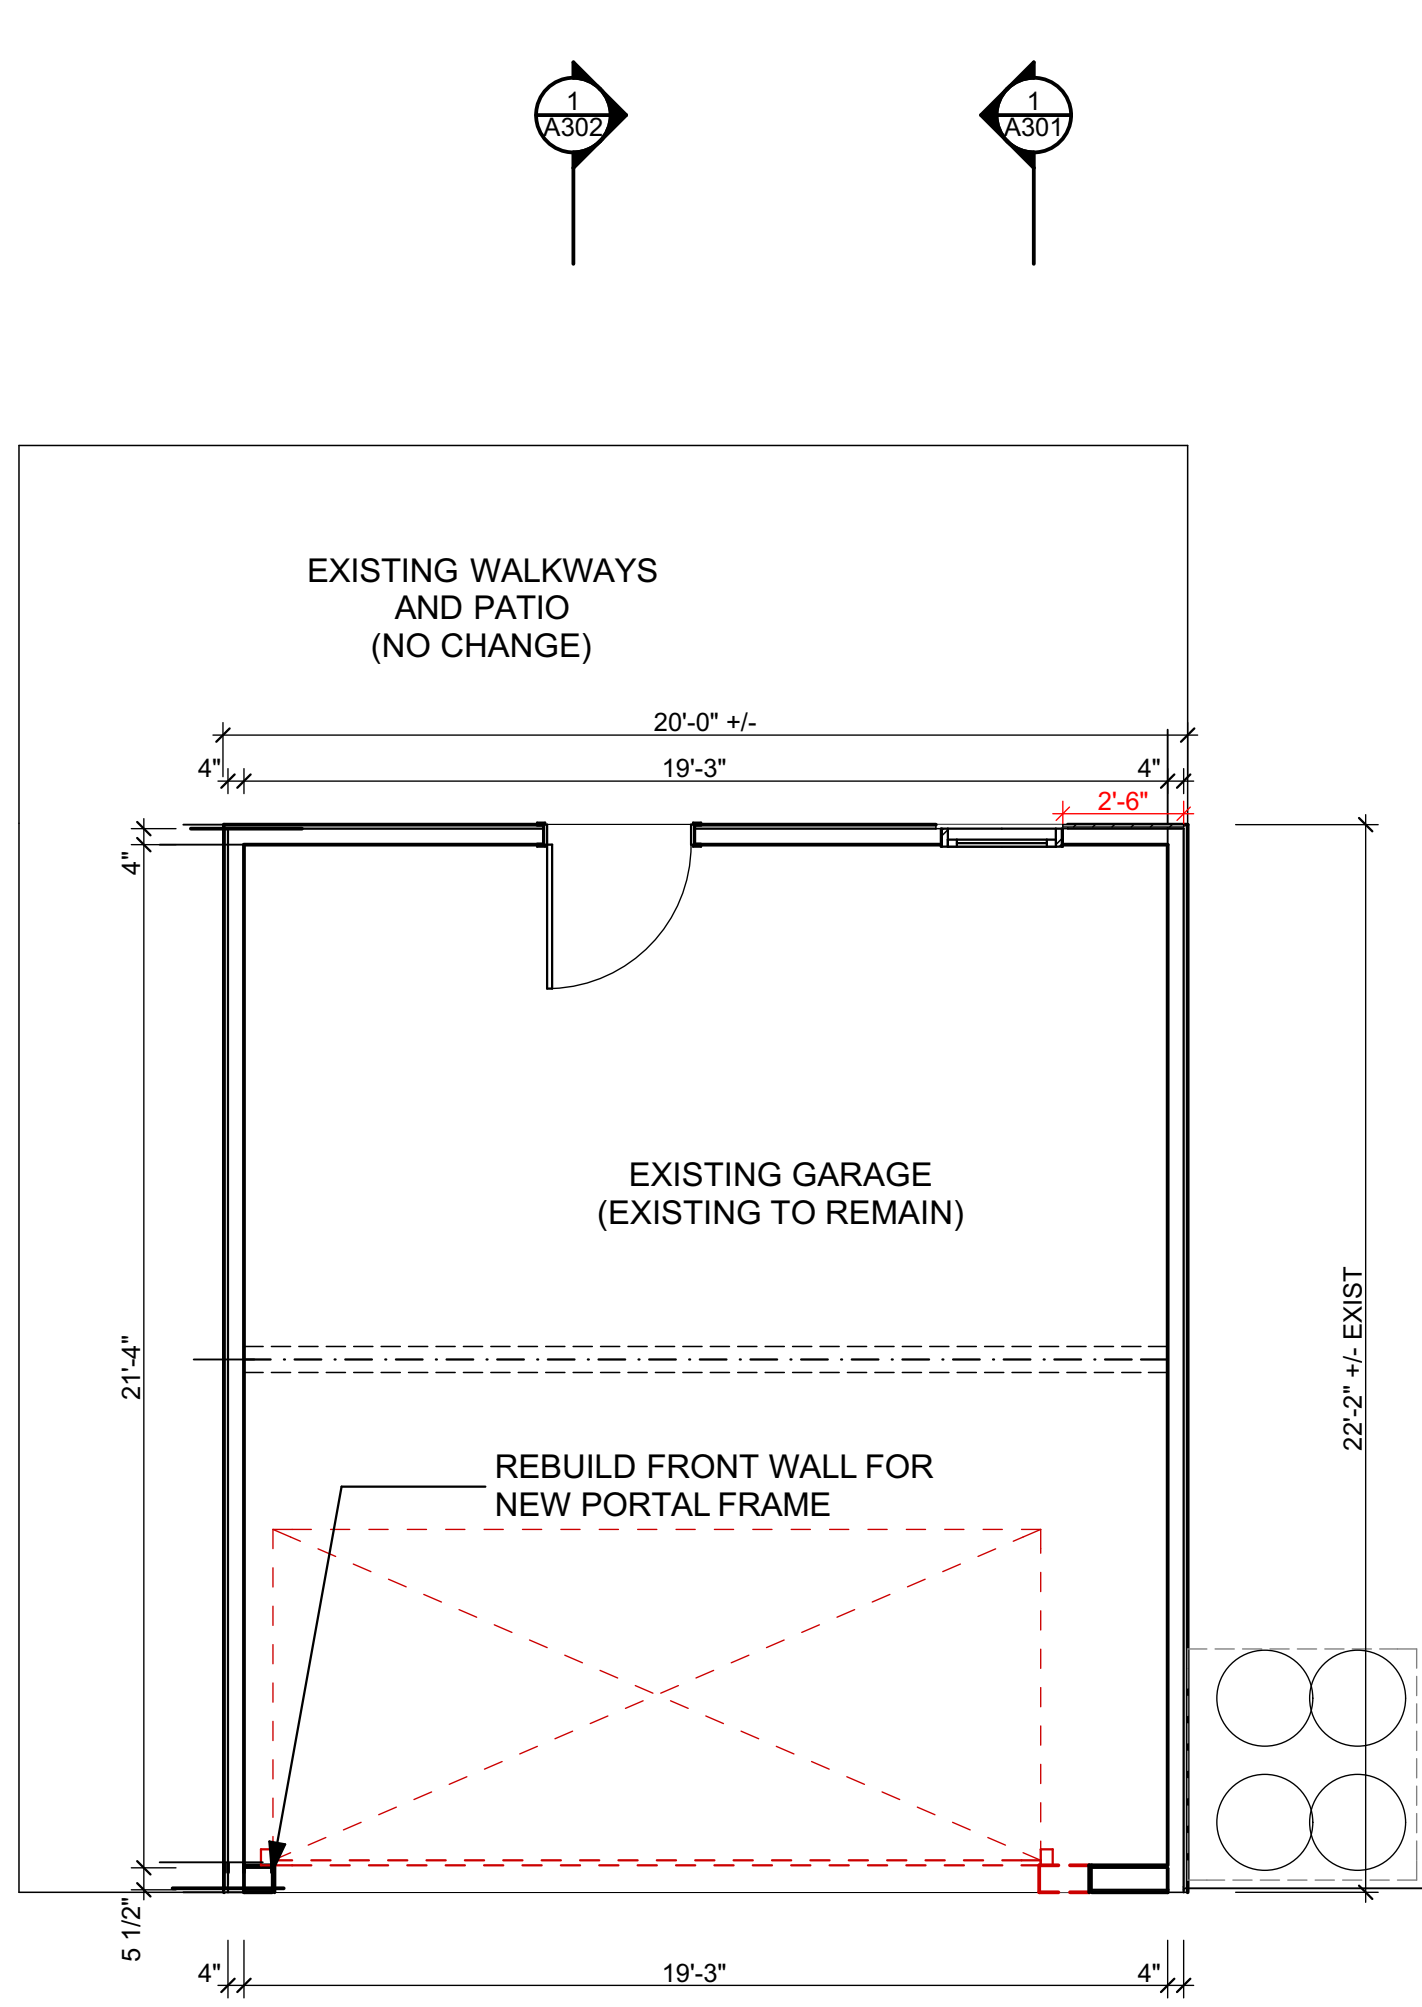 1
A302
1
A301
EXISTING WALKWAYS
AND PATIO
(NO CHANGE)
20'-0" +/-
4"
19'-3"
4"
2'-6"
4"
EXISTING GARAGE
(EXISTING TO REMAIN)
21'-4"
22'-2" +/- EXIST
REBUILD FRONT WALL FOR
NEW PORTAL FRAME
5 1/2"
4"
19'-3"
4"